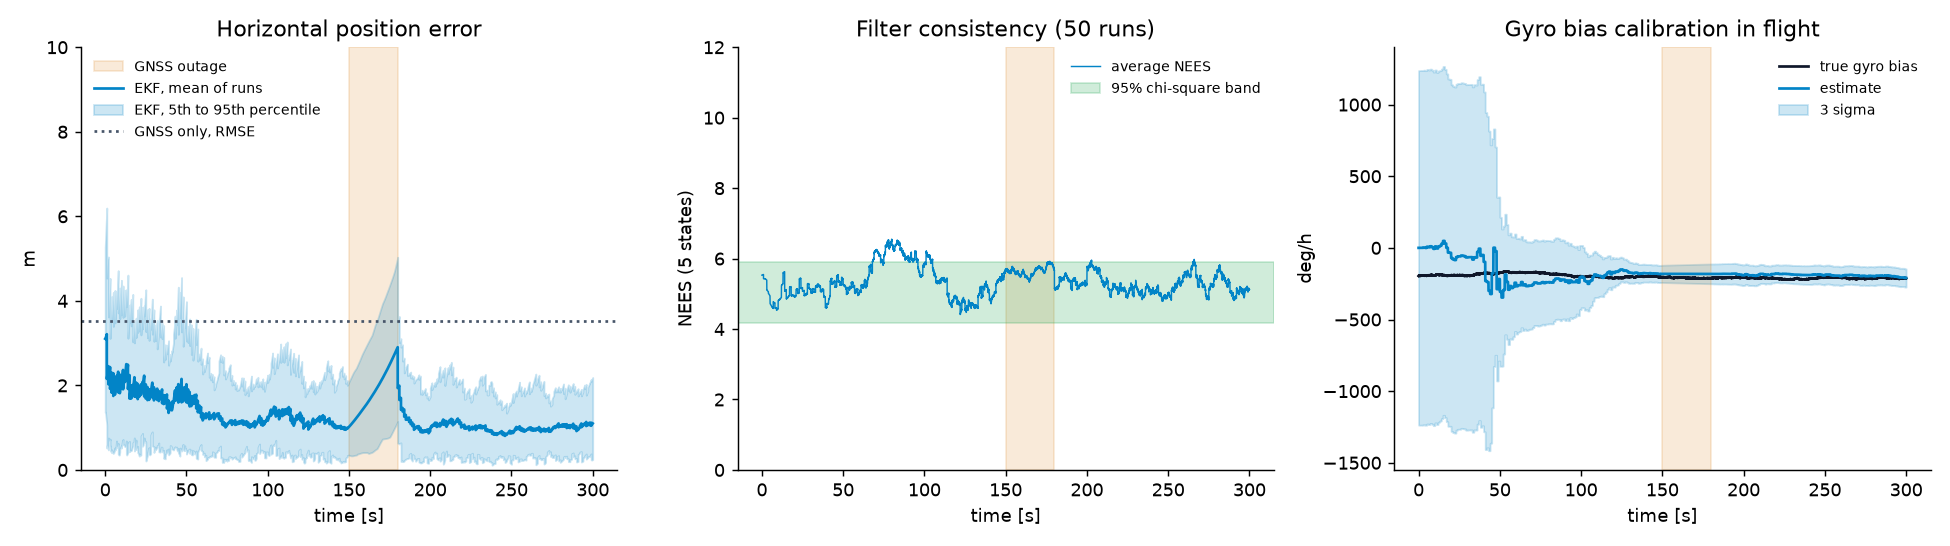 Horizontal position error
GNSS outage
EKF, mean of runs
EKF, 5th to 95th percentile
GNSS only, RMSE
m
10
8
6
4
2
0
0 50 100 150 200 250 300
time [s]
Filter consistency (50 runs)
average NEES
95% chi-square band
NEES (5 states)
12
10
8
6
4
2
0
0 50 100 150 200 250 300
time [s]
Gyro bias calibration in flight
true gyro bias
estimate
3 sigma
deg/h
1000
500
0
−500
−1000
−1500
0 50 100 150 200 250 300
time [s]